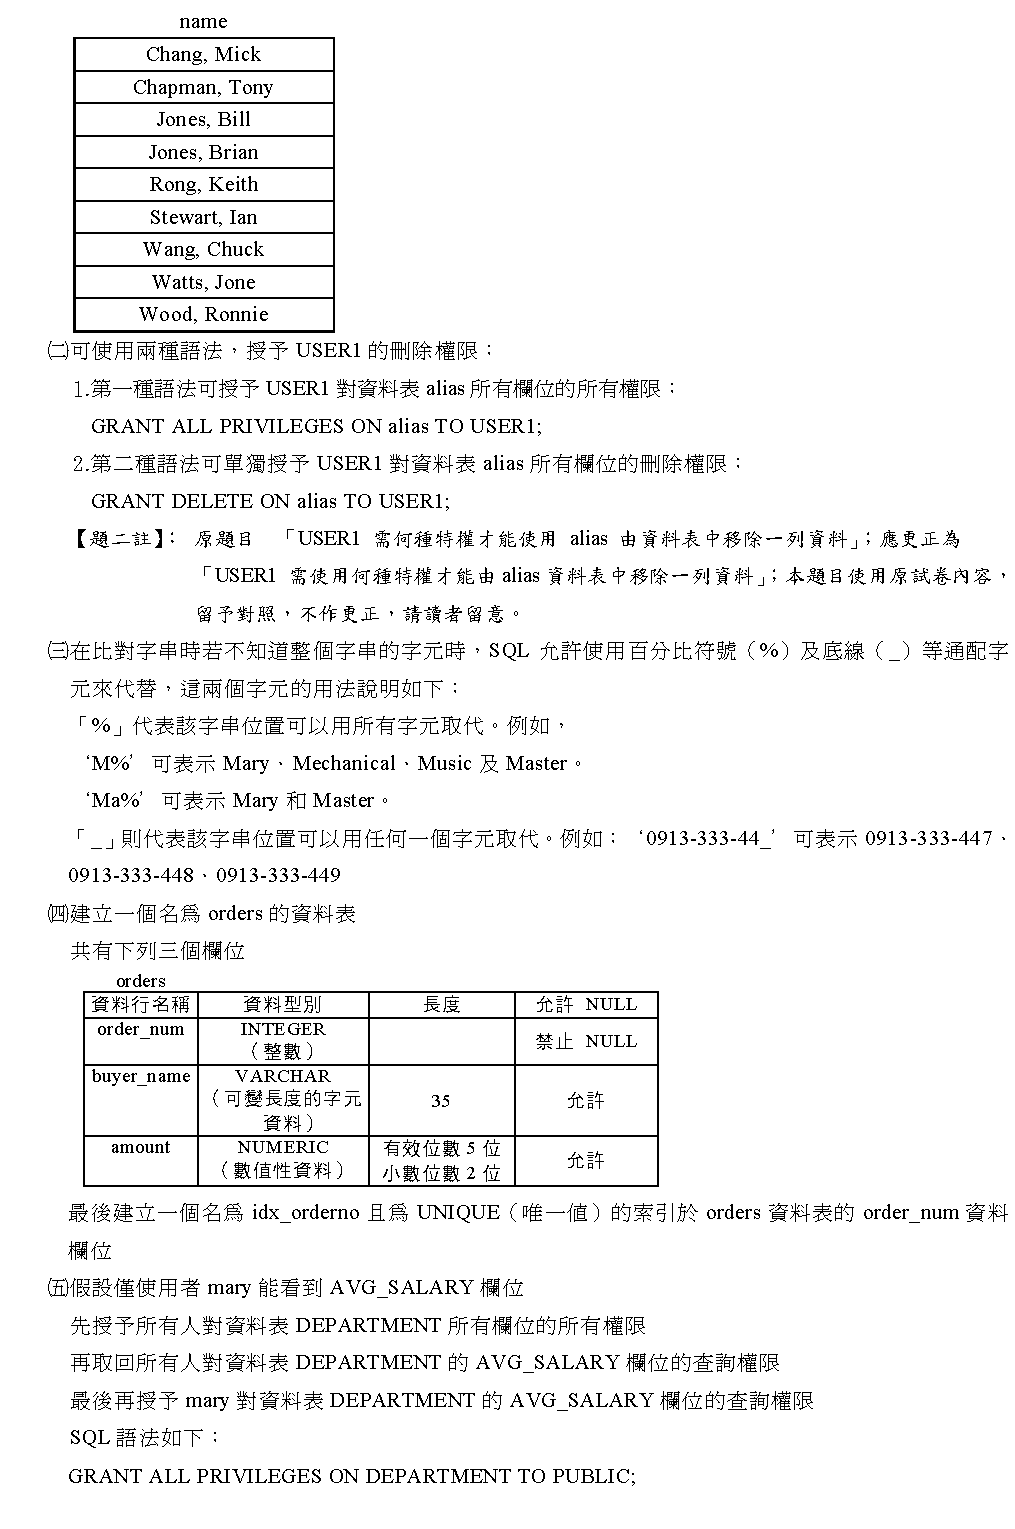 name
Chang, Mick
Chapman, Tony
Jones, Bill
Jones, Brian
Rong, Keith
Stewart, Ian
Wang, Chuck
Watts, Jone
Wood, Ronnie
㈡可使用兩種語法，授予 USER1 的刪除權限：
1.第一種語法可授予 USER1 對資料表 alias 所有欄位的所有權限：
GRANT ALL PRIVILEGES ON alias TO USER1;
2.第二種語法可單獨授予 USER1 對資料表 alias 所有欄位的刪除權限：
GRANT DELETE ON alias TO USER1;
【題二註】： 原題目 「USER1 需何種特權才能使用 alias 由資料表中移除一列資料」；應更正為
「USER1 需使用何種特權才能由 alias 資料表中移除一列資料」；本題目使用原試卷內容，
留予對照，不作更正，請讀者留意。
㈢在比對字串時若不知道整個字串的字元時，SQL 允許使用百分比符號（%）及底線（_）等通配字
元來代替，這兩個字元的用法說明如下：
「%」代表該字串位置可以用所有字元取代。例如，
‘M%’可表示 Mary、Mechanical、Music 及 Master。
‘Ma%’可表示 Mary 和 Master。
「_」則代表該字串位置可以用任何一個字元取代。例如：‘0913-333-44_’可表示 0913-333-447、
0913-333-448、0913-333-449
㈣建立一個名為 orders 的資料表
共有下列三個欄位
orders
資料行名稱 資料型別 長度 允許 NULL
order_num INTEGER（整數） 禁止 NULL
buyer_name VARCHAR（可變長度的字元資料） 35 允許
amount NUMERIC（數值性資料） 有效位數 5 位 小數位數 2 位 允許
最後建立一個名為 idx_orderno 且為 UNIQUE（唯一值）的索引於 orders 資料表的 order_num 資料
欄位
㈤假設僅使用者 mary 能看到 AVG_SALARY 欄位
先授予所有人對資料表 DEPARTMENT 所有欄位的所有權限
再取回所有人對資料表 DEPARTMENT 的 AVG_SALARY 欄位的查詢權限
最後再授予 mary 對資料表 DEPARTMENT 的 AVG_SALARY 欄位的查詢權限
SQL 語法如下：
GRANT ALL PRIVILEGES ON DEPARTMENT TO PUBLIC;